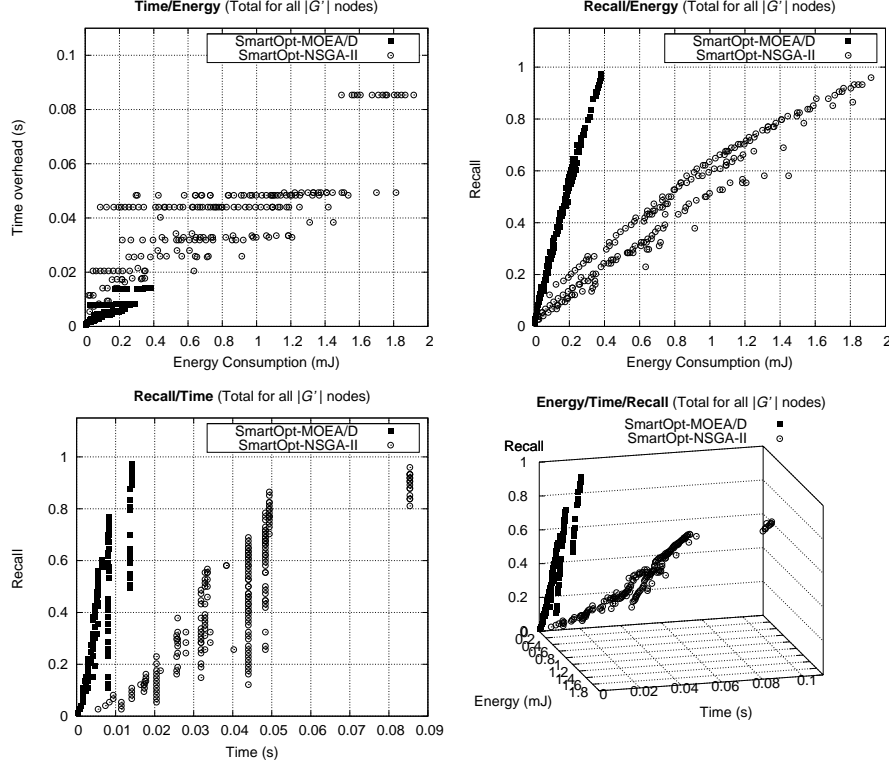 Time/Energy (Total for all |G'| nodes)
0.1
0.08
0.06
0.04
0.02
0
Time overhead (s)
SmartOpt-MOEA/D
SmartOpt-NSGA-II
0 0.2 0.4 0.6 0.8 1 1.2 1.4 1.6 1.8 2
Energy Consumption (mJ)
Recall/Energy (Total for all |G'| nodes)
1
0.8
0.6
0.4
0.2
0
Recall
SmartOpt-MOEA/D
SmartOpt-NSGA-II
0 0.2 0.4 0.6 0.8 1 1.2 1.4 1.6 1.8 2
Energy Consumption (mJ)
Recall/Time (Total for all |G'| nodes)
1
0.8
0.6
0.4
0.2
0
Recall
SmartOpt-MOEA/D
SmartOpt-NSGA-II
0 0.01 0.02 0.03 0.04 0.05 0.06 0.07 0.08 0.09
Time (s)
Energy/Time/Recall (Total for all |G'| nodes)
SmartOpt-MOEA/D
SmartOpt-NSGA-II
Recall
1
0.8
0.6
0.4
0.2
0
Energy (mJ)
0 0.02 0.04 0.06 0.08 0.1
Time (s)